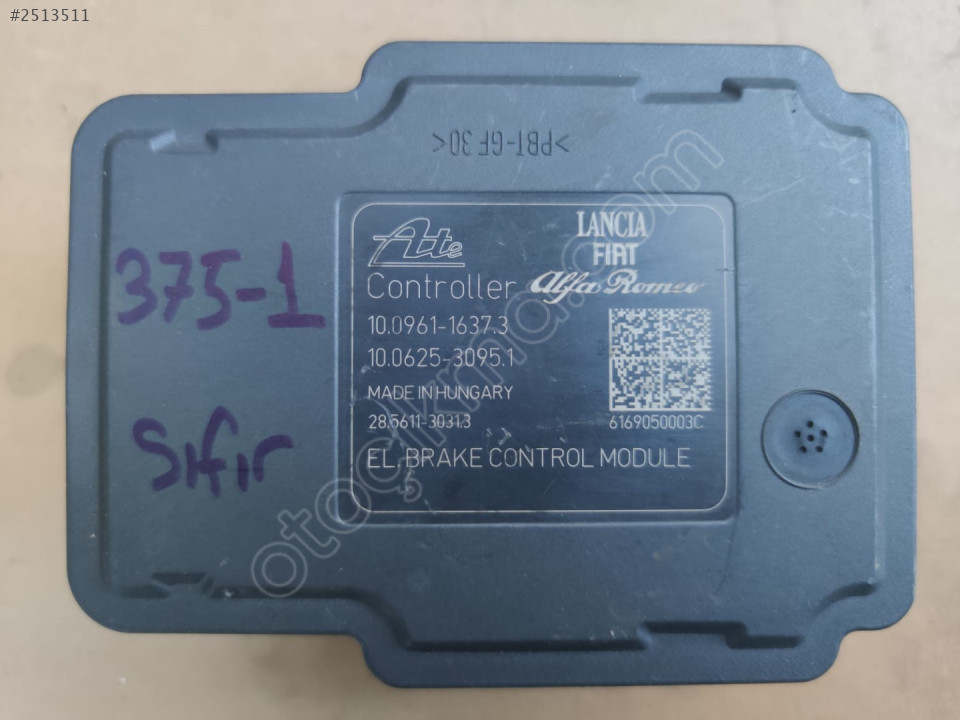 #2513511
>PBT-GF 30<
Ate
LANCIA
FIAT
Alfa Romeo
Controller
10.0961-1637.3
10.0625-3095.1
MADE IN HUNGARY
28.5611-3031.3
6169050003C
EL. BRAKE CONTROL MODULE
375-1
Sıfır
otocikma.com